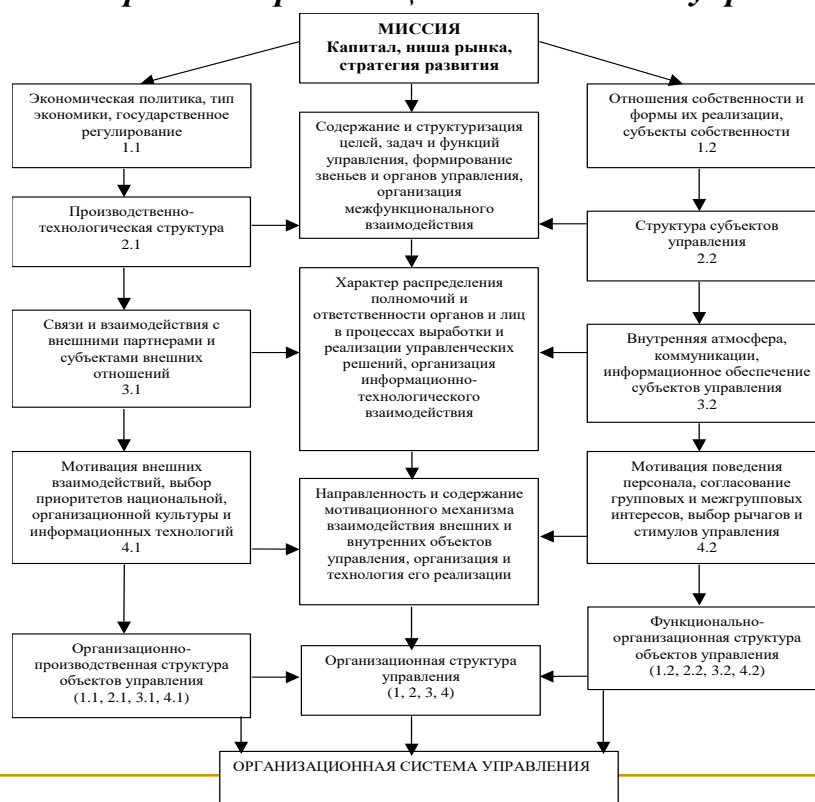 МИССИЯ
Капитал, ниша рынка,
стратегия развития
Экономическая политика, тип
экономики, государственное
регулирование
1.1
Содержание и структуризация
целей, задач и функций
управления, формирование
звеньев и органов управления,
организация
межфункционального
взаимодействия
Отношения собственности и
формы их реализации,
субъекты собственности
1.2
Производственно-
технологическая структура
2.1
Структура субъектов
управления
2.2
Связи и взаимодействия с
внешними партнерами и
субъектами внешних
отношений
3.1
Характер распределения
полномочий и
ответственности органов и лиц
в процессах выработки и
реализации управленческих
решений, организация
информационно-
технологического
взаимодействия
Внутренняя атмосфера,
коммуникации,
информационное обеспечение
субъектов управления
3.2
Мотивация внешних
взаимодействий, выбор
приоритетов национальной,
организационной культуры и
информационных технологий
4.1
Направленность и содержание
мотивационного механизма
взаимодействия внешних и
внутренних объектов
управления, организация и
технология его реализации
Мотивация поведения
персонала, согласование
групповых и межгрупповых
интересов, выбор рычагов и
стимулов управления
4.2
Организационно-
производственная структура
объектов управления
(1.1, 2.1, 3.1, 4.1)
Организационная структура
управления
(1, 2, 3, 4)
Функционально-
организационная структура
объектов управления
(1.2, 2.2, 3.2, 4.2)
ОРГАНИЗАЦИОННАЯ СИСТЕМА УПРАВЛЕНИЯ